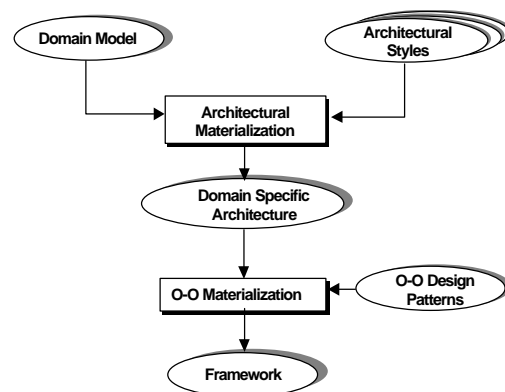 Domain Model
Architectural
Styles
Architectural
Materialization
Domain Specific
Architecture
O-O Materialization
O-O Design
Patterns
Framework